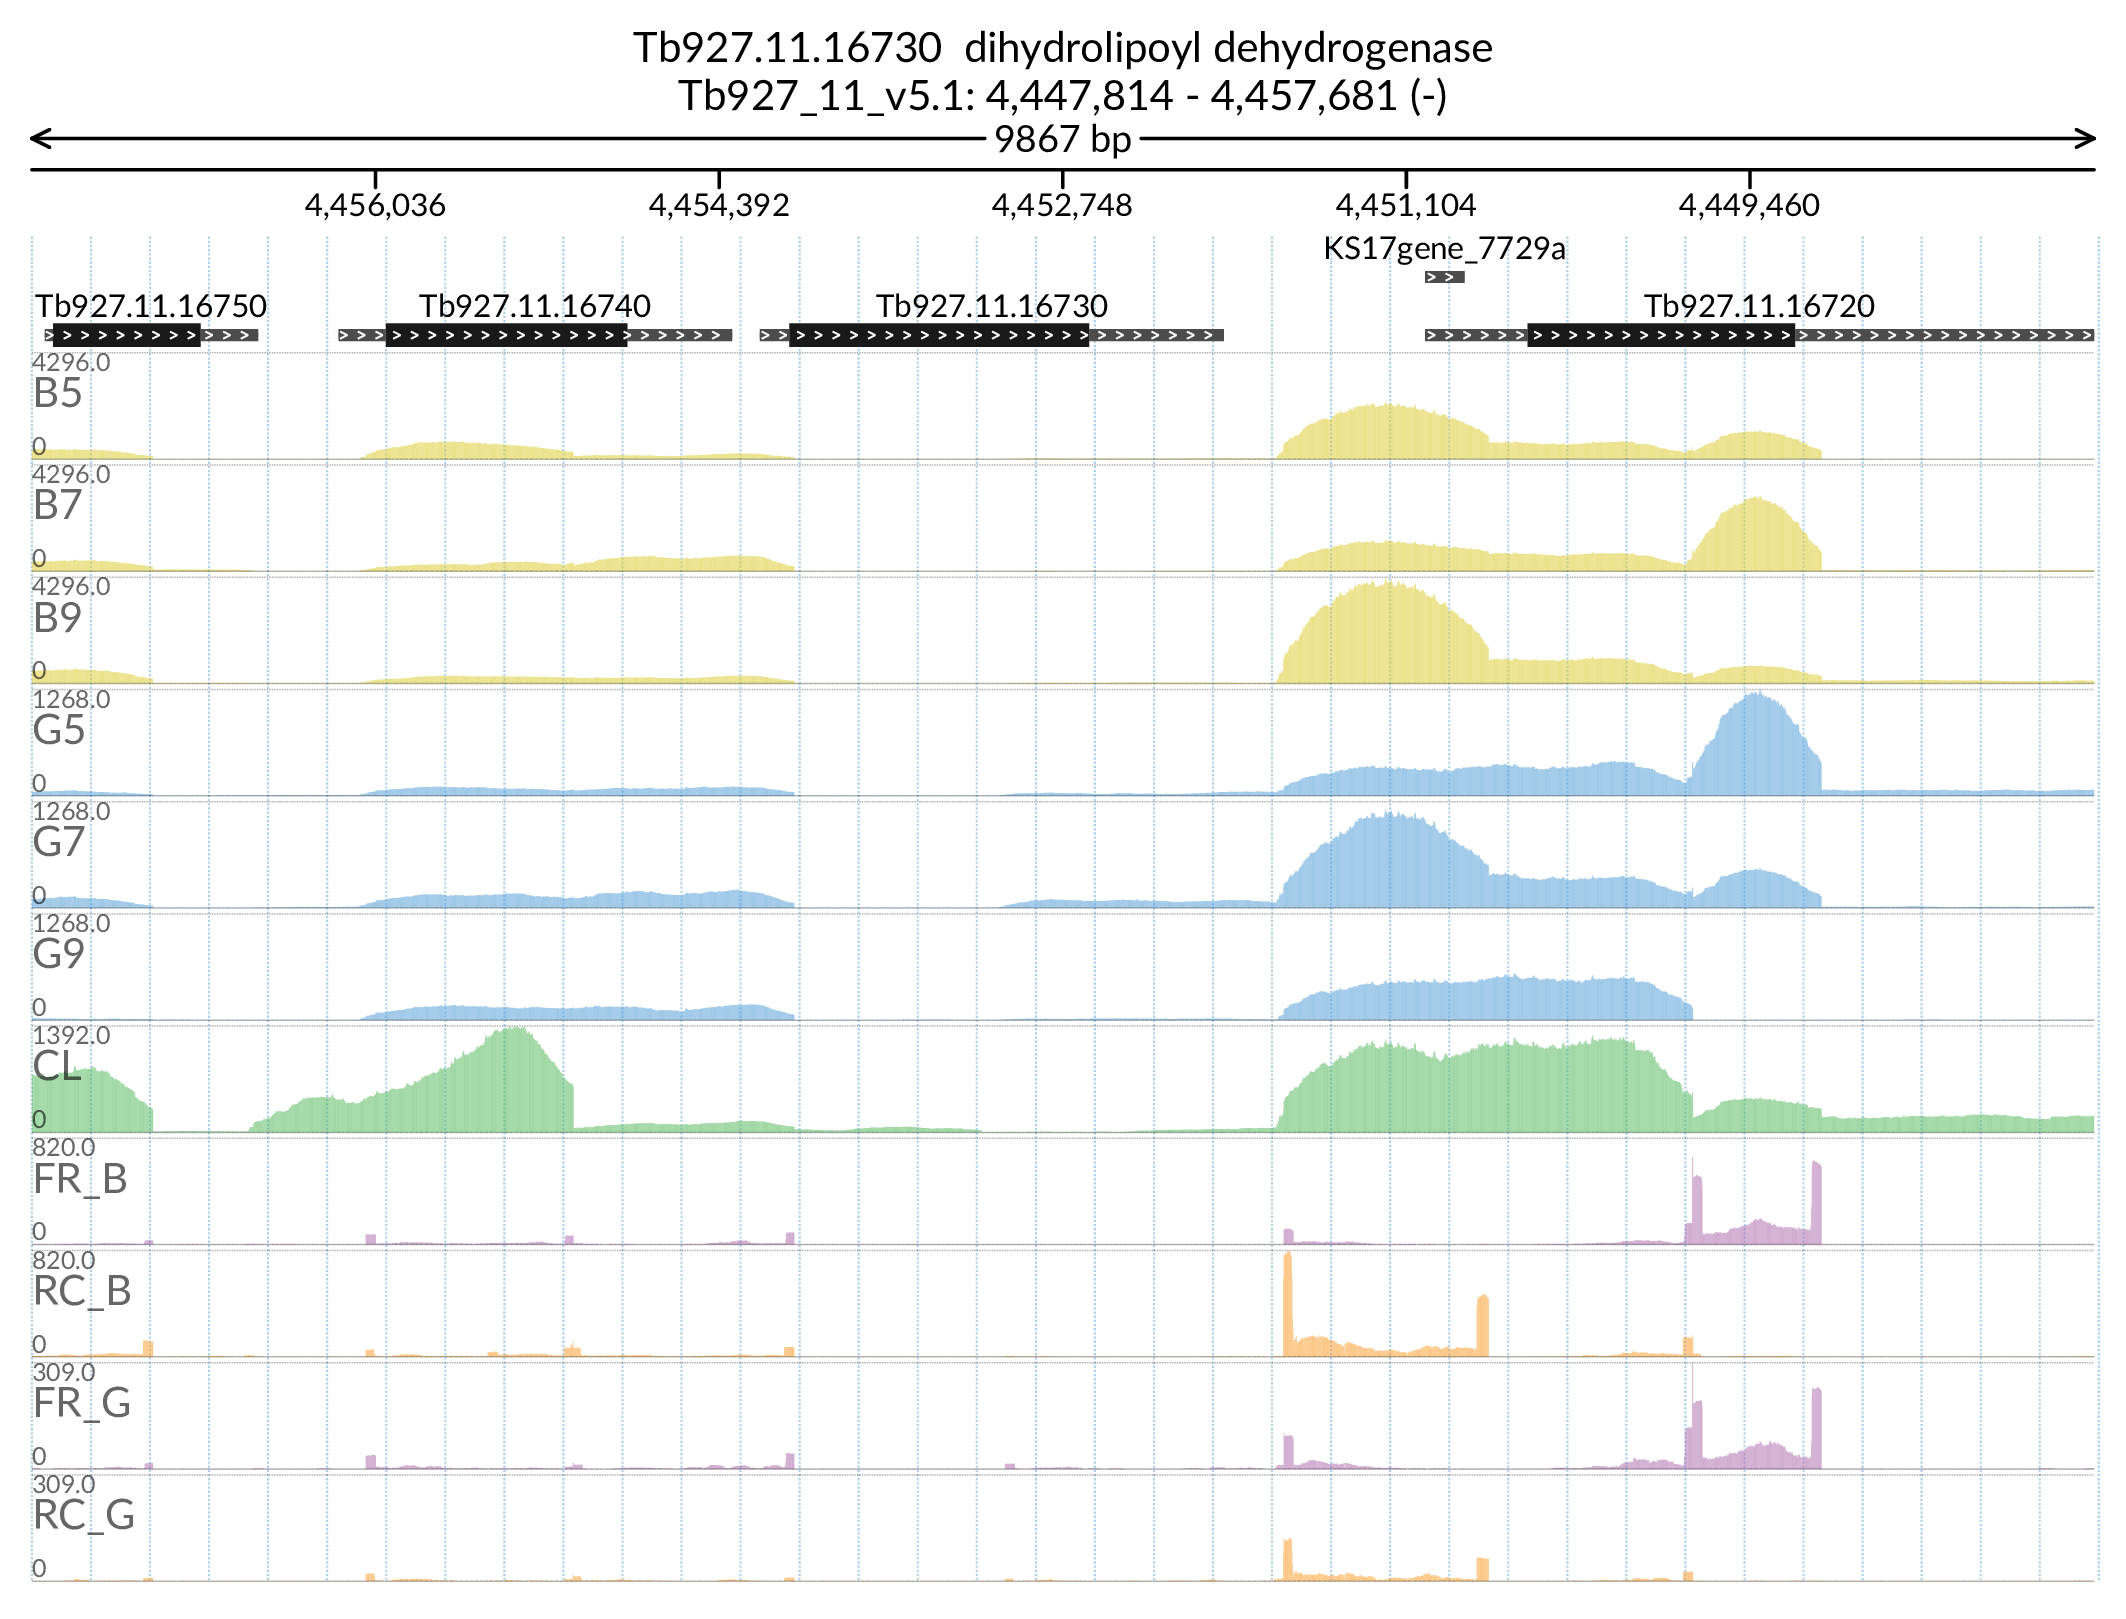 Tb927.11.16730  dihydrolipoyl dehydrogenase
Tb927_11_v5.1: 4,447,814 - 4,457,681 (-)
9867 bp
4,456,036 4,454,392 4,452,748 4,451,104 4,449,460
KS17gene_7729a
Tb927.11.16750 Tb927.11.16740 Tb927.11.16730 Tb927.11.16720
4296.0
B5
0
4296.0
B7
0
4296.0
B9
0
1268.0
G5
0
1268.0
G7
0
1268.0
G9
0
1392.0
CL
0
820.0
FR_B
0
820.0
RC_B
0
309.0
FR_G
0
309.0
RC_G
0